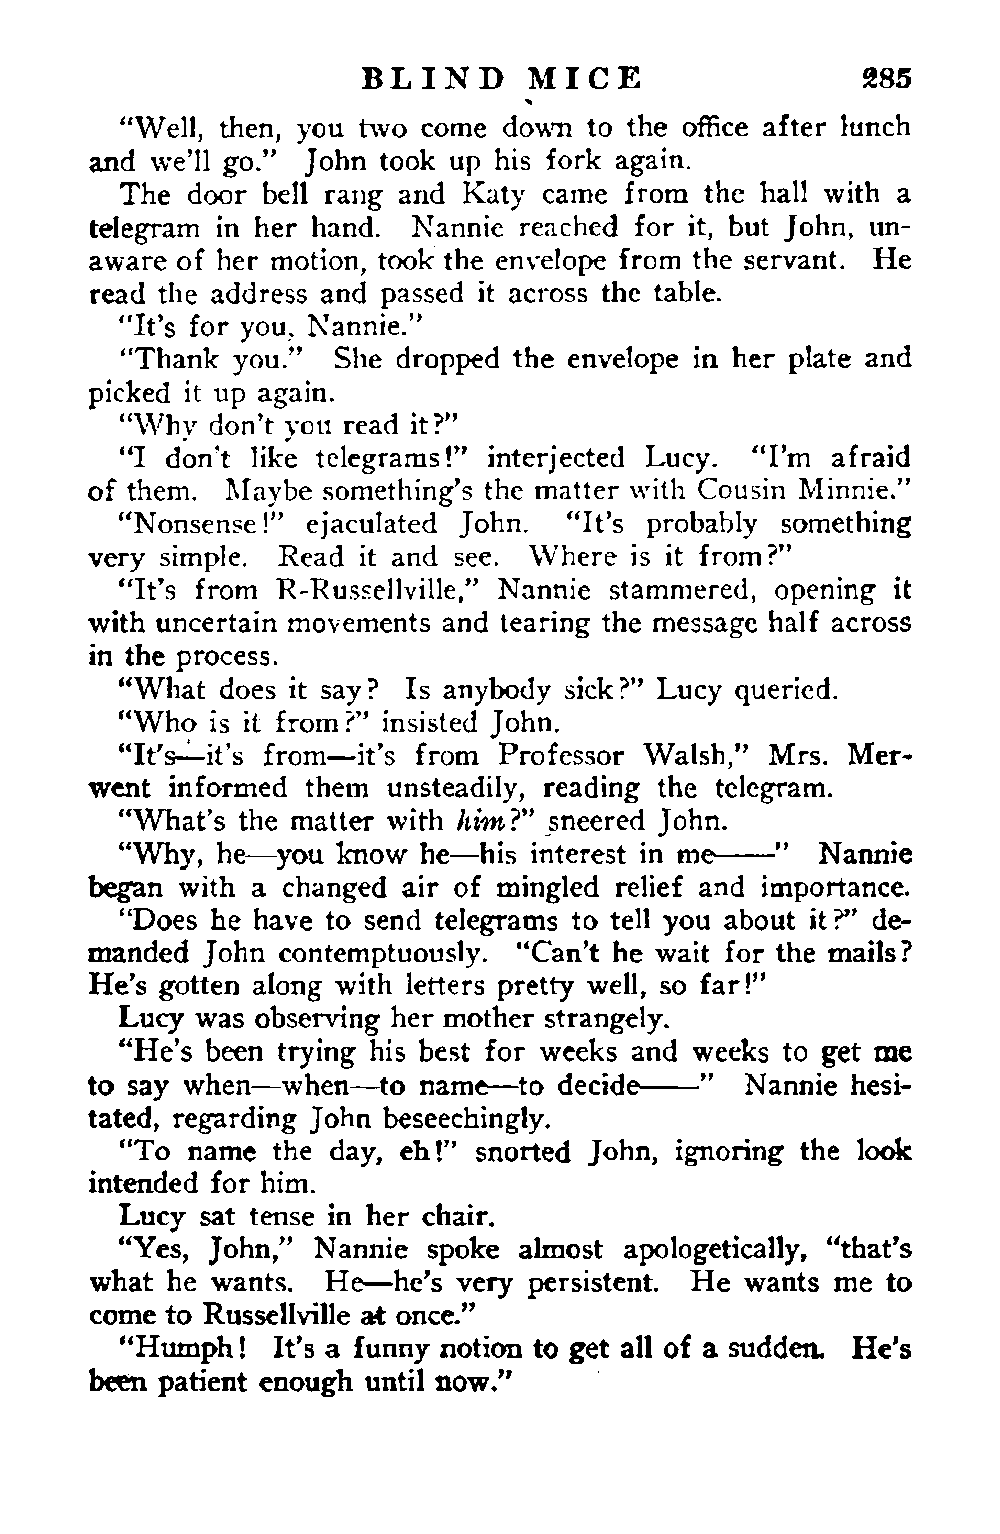 BLIND MICE 285
“Well, then, you two come down to the office after lunch
and we’ll go.” John took up his fork again.
The door bell rang and Katy came from the hall with a
telegram in her hand. Nannie reached for it, but John, un-
aware of her motion, took the envelope from the servant. He
read the address and passed it across the table.
“It’s for you, Nannie.”
“Thank you.” She dropped the envelope in her plate and
picked it up again.
“Why don’t you read it?”
“I don’t like telegrams!” interjected Lucy. “I’m afraid
of them. Maybe something’s the matter with Cousin Minnie.”
“Nonsense!” ejaculated John. “It’s probably something
very simple. Read it and see. Where is it from?”
“It’s from R-Russellville,” Nannie stammered, opening it
with uncertain movements and tearing the message half across
in the process.
“What does it say? Is anybody sick?” Lucy queried.
“Who is it from?” insisted John.
“It’s—it’s from—it’s from Professor Walsh,” Mrs. Mer-
went informed them unsteadily, reading the telegram.
“What’s the matter with him?” sneered John.
“Why, he—you know he—his interest in me——” Nannie
began with a changed air of mingled relief and importance.
“Does he have to send telegrams to tell you about it?” de-
manded John contemptuously. “Can’t he wait for the mails?
He’s gotten along with letters pretty well, so far!”
Lucy was observing her mother strangely.
“He’s been trying his best for weeks and weeks to get me
to say when—when—to name—to decide——” Nannie hesi-
tated, regarding John beseechingly.
“To name the day, eh!” snorted John, ignoring the look
intended for him.
Lucy sat tense in her chair.
“Yes, John,” Nannie spoke almost apologetically, “that’s
what he wants. He—he’s very persistent. He wants me to
come to Russellville at once.”
“Humph! It’s a funny notion to get all of a sudden. He’s
been patient enough until now.”